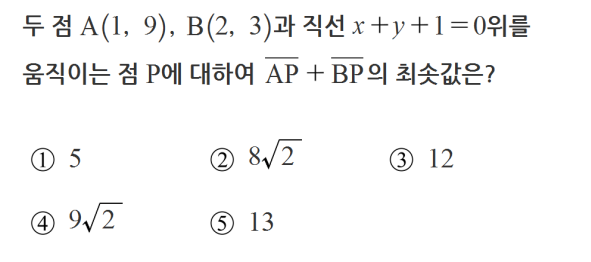 두 점 A(1, 9), B(2, 3)과 직선 x+y+1=0위를
움직이는 점 P에 대하여 \overline{AP} + \overline{BP}의 최솟값은?
① 5 ② 8√2 ③ 12
④ 9√2 ⑤ 13